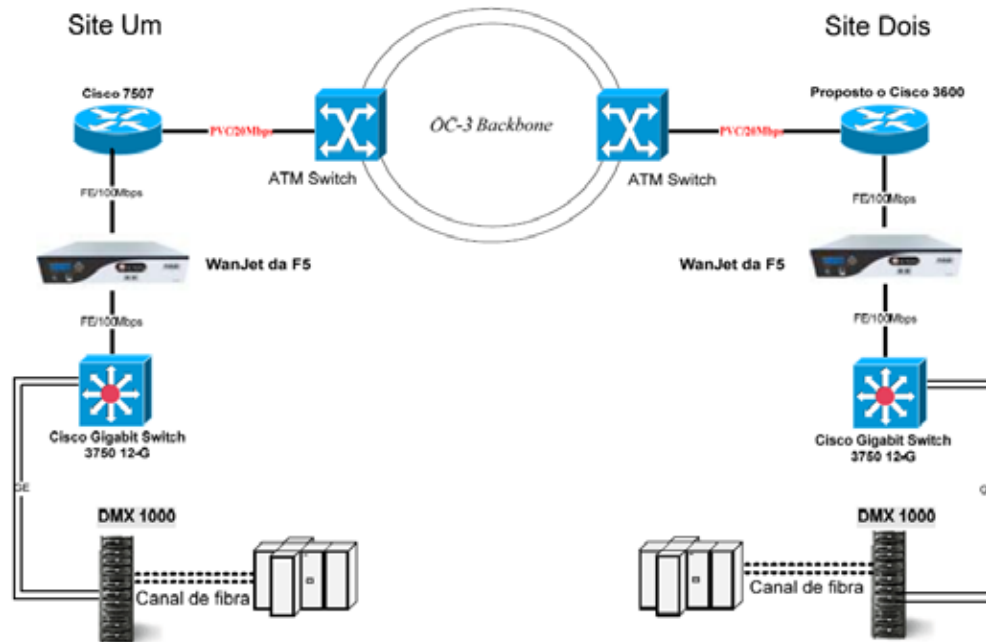 Site Um
Site Dois
Cisco 7507
Proposto o Cisco 3600
OC-3 Backbone
PVC/20Mbps
PVC/20Mbps
ATM Switch
ATM Switch
FE/100Mbps
FE/100Mbps
WanJet da F5
WanJet da F5
FE/100Mbps
FE/100Mbps
Cisco Gigabit Switch
3750 12-G
Cisco Gigabit Switch
3750 12-G
GE
DMX 1000
DMX 1000
Canal de fibra
Canal de fibra